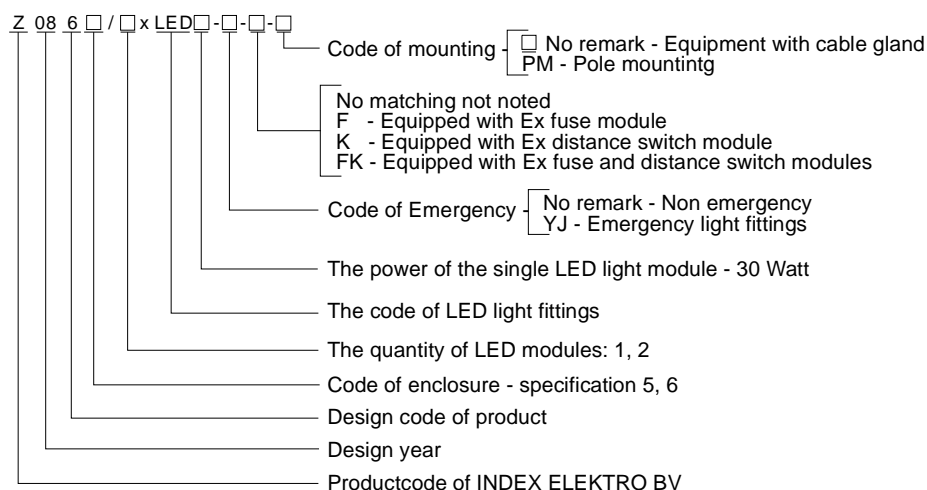 Z 08 6 □ / □ x LED□-□-□-□
Code of mounting - □ No remark - Equipment with cable gland
PM - Pole mountintg
No matching not noted
F - Equipped with Ex fuse module
K - Equipped with Ex distance switch module
FK - Equipped with Ex fuse and distance switch modules
Code of Emergency - No remark - Non emergency
YJ - Emergency light fittings
The power of the single LED light module - 30 Watt
The code of LED light fittings
The quantity of LED modules: 1, 2
Code of enclosure - specification 5, 6
Design code of product
Design year
Productcode of INDEX ELEKTRO BV